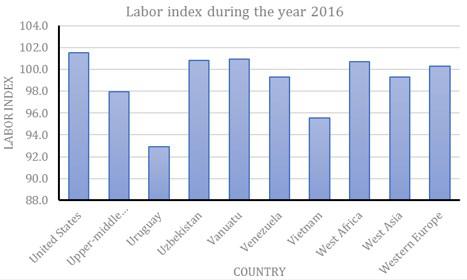 Labor index during the year 2016
104.0
102.0
100.0
98.0
96.0
94.0
92.0
90.0
88.0
LABOR INDEX
United States
Upper-middle...
Uruguay
Uzbekistan
Vanuatu
Venezuela
Vietnam
West Africa
West Asia
Western Europe
COUNTRY